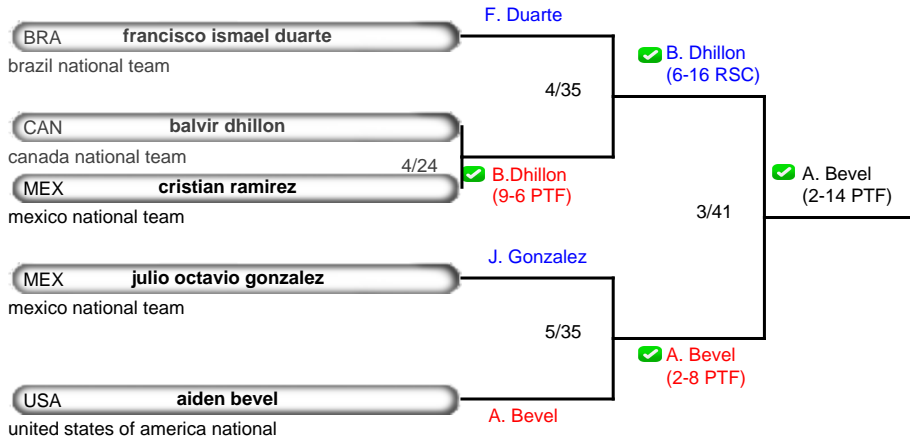 F. Duarte
BRA francisco ismael duarte
brazil national team
B. Dhillon
(6-16 RSC)
4/35
CAN balvir dhillon
canada national team
4/24
B.Dhillon
(9-6 PTF)
MEX cristian ramirez
mexico national team
A. Bevel
(2-14 PTF)
3/41
J. Gonzalez
MEX julio octavio gonzalez
mexico national team
5/35
A. Bevel
(2-8 PTF)
USA aiden bevel
A. Bevel
united states of america national